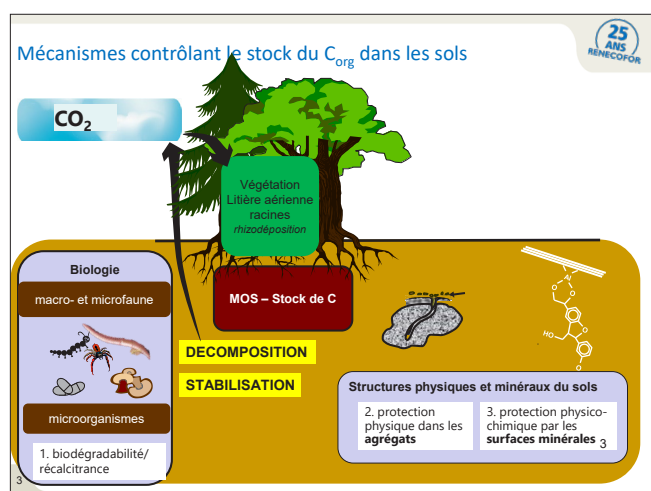 Mécanismes contrôlant le stock du Corg dans les sols
25
ANS
RENECOFOR
CO2
Végétation
Litière aérienne
racines
rhizodéposition
Biologie
macro- et microfaune
MOS – Stock de C
DECOMPOSITION
STABILISATION
microorganismes
1. biodégradabilité/
récalcitrance
Al
O
O
O
HO
O
Structures physiques et minéraux du sols
2. protection
physique dans les
agrégats
3. protection physico-
chimique par les
surfaces minérales
3
3